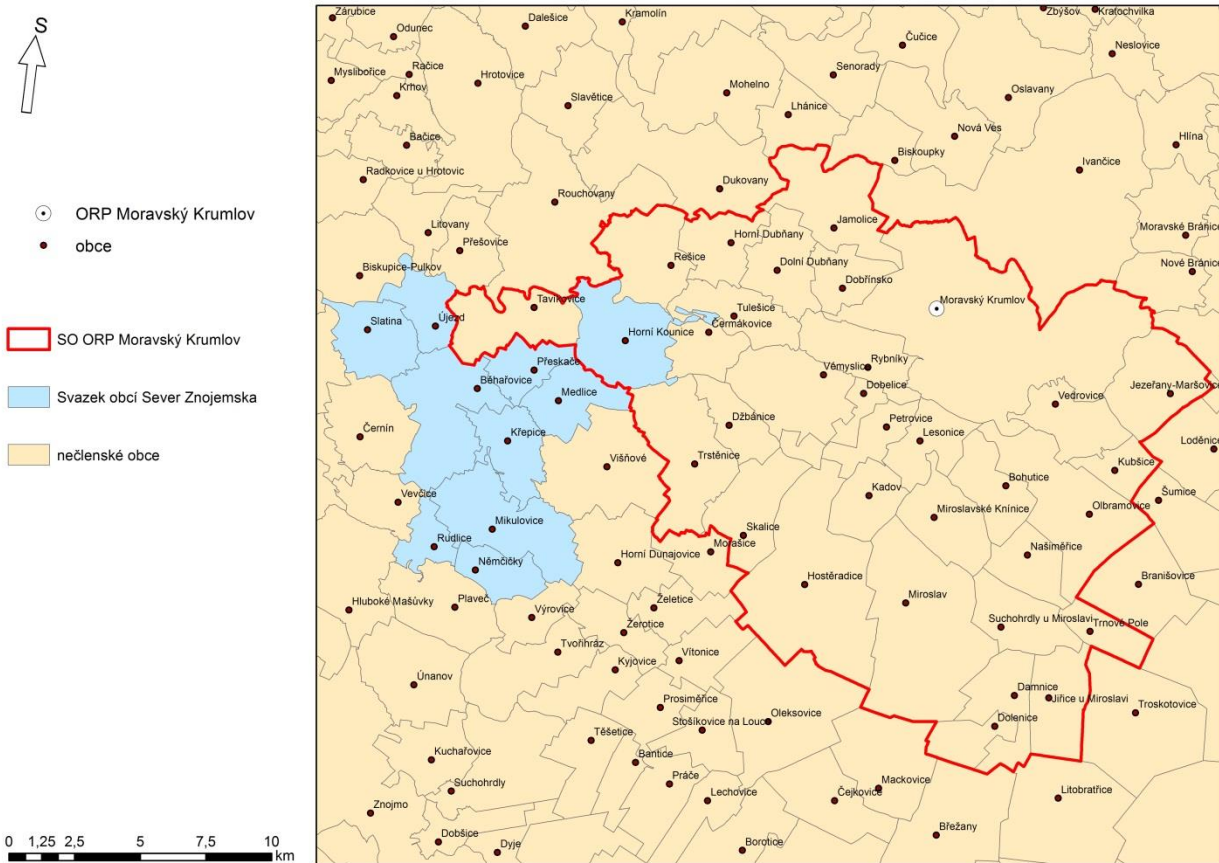 S
ORP Moravský Krumlov
obce
SO ORP Moravský Krumlov
Svazek obcí Sever Znojemska
nečlenské obce
0 1,25 2,5 5 7,5 10
km
Zárubice
Dalešice
Kramolín
Zbýšov
Kratochvilka
Odunec
Čučice
Neslovice
Račice
Myslibořice
Hrotovice
Senorady
Krhov
Mohelno
Slavětice
Oslavany
Lhánice
Nová Ves
Bačice
Hlína
Biskoupky
Ivančice
Radkovice u Hrotovic
Dukovany
Rouchovany
Jamolice
Litovany
Moravské Bránice
Přešovice
Horní Dubňany
Biskupice-Pulkov
Rešice
Dolní Dubňany
Nové Bránice
Dobřínsko
Tavíkovice
Moravský Krumlov
Slatina
Újezd
Tulešice
Horní Kounice
Čermákovice
Přeskače
Rybníky
Běhařovice
Vémyslice
Medlice
Dobelice
Jezeřany-Maršovice
Vedrovice
Džbánice
Petrovice
Černín
Křepice
Lesonice
Loděnice
Višňové
Trstěnice
Kubšice
Kadov
Bohutice
Vevčice
Šumice
Mikulovice
Miroslavské Knínice
Olbramovice
Skalice
Rudlice
Morašice
Našiměřice
Němčičky
Horní Dunajovice
Hostěradice
Branišovice
Hluboké Mašůvky
Plaveč
Želetice
Miroslav
Výrovice
Suchohrdly u Miroslavi
Trnové Pole
Žerotice
Tvořihráz
Kyjovice
Vítonice
Únanov
Damnice
Jiřice u Miroslavi
Prosiměřice
Stošíkovice na Louce
Oleksovice
Troskotovice
Dolenice
Těšetice
Kuchařovice
Bantice
Suchohrdly
Práče
Mackovice
Lechovice
Čejkovice
Litobratřice
Znojmo
Dobšice
Břežany
Dyje
Borotice